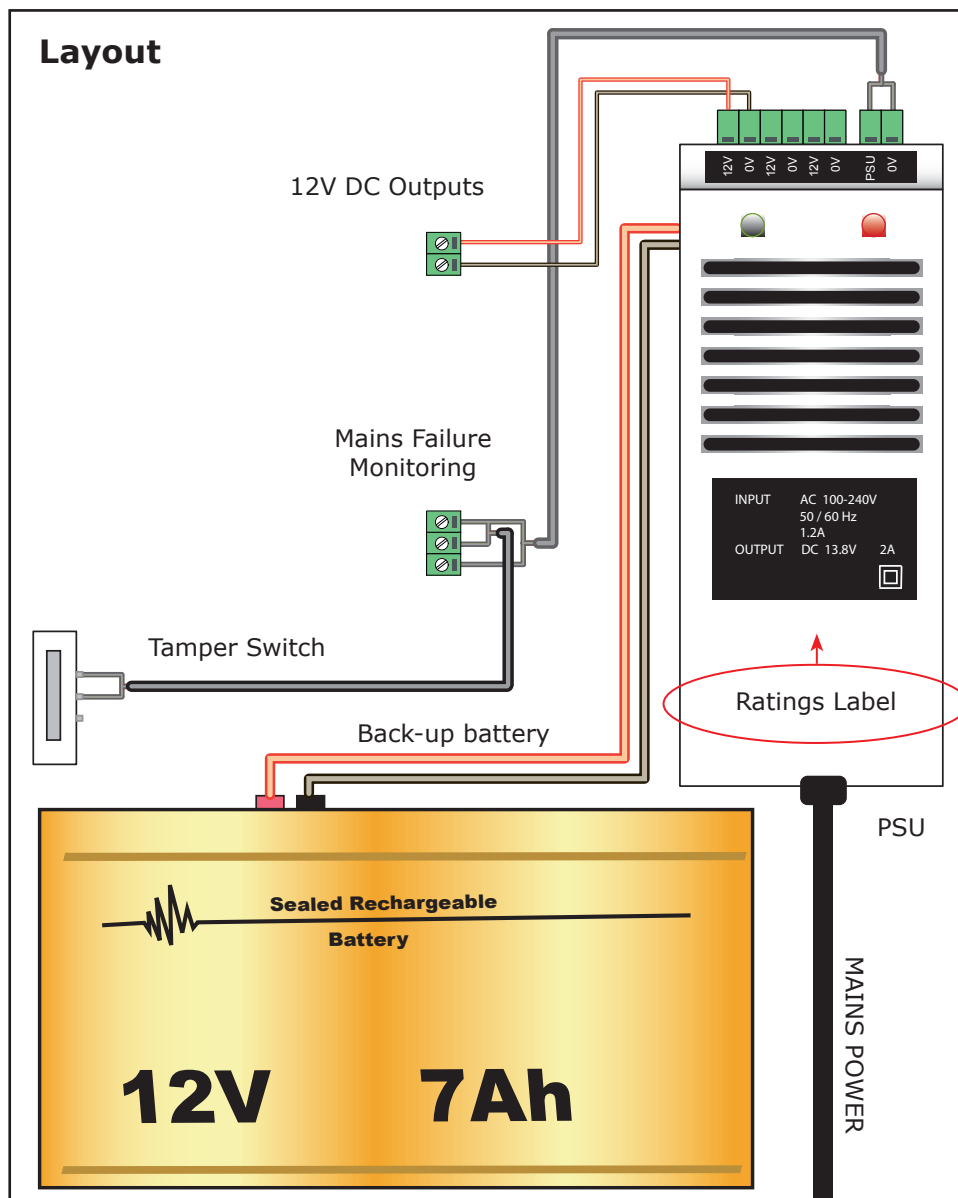 Layout
12V DC Outputs
12V 0V 12V 0V 12V 0V PSU 0V
Mains Failure
Monitoring
INPUT AC 100-240V
50 / 60 Hz
1.2A
OUTPUT DC 13.8V 2A
Tamper Switch
Ratings Label
Back-up battery
PSU
Sealed Rechargeable
Battery
12V 7Ah
MAINS POWER